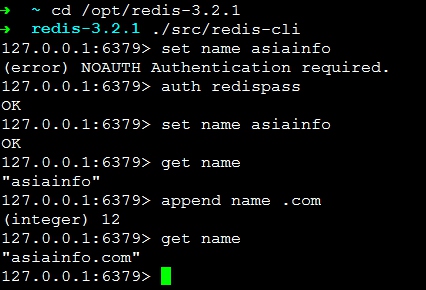 ➜  ~ cd /opt/redis-3.2.1
➜  redis-3.2.1 ./src/redis-cli
127.0.0.1:6379> set name asiainfo
(error) NOAUTH Authentication required.
127.0.0.1:6379> auth redispass
OK
127.0.0.1:6379> set name asiainfo
OK
127.0.0.1:6379> get name
"asiainfo"
127.0.0.1:6379> append name .com
(integer) 12
127.0.0.1:6379> get name
"asiainfo.com"
127.0.0.1:6379>